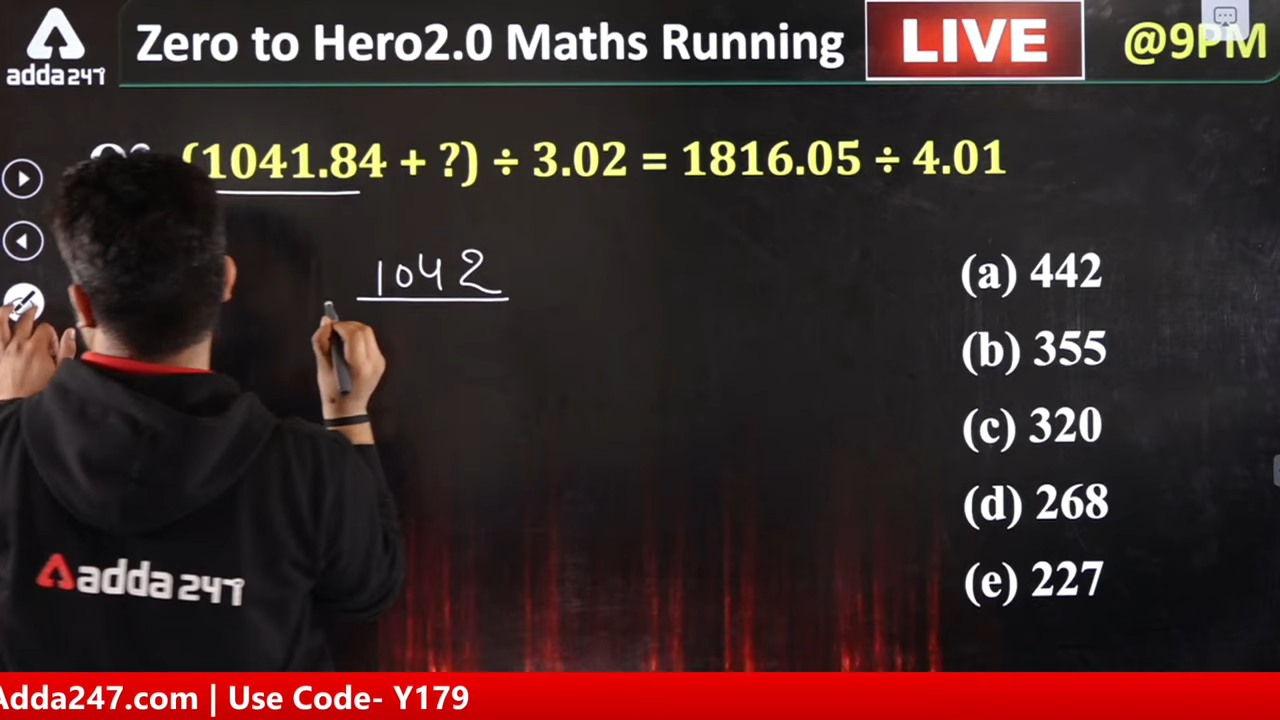 adda247
Zero to Hero2.0 Maths Running
LIVE
@9PM
(1041.84 + ?) ÷ 3.02 = 1816.05 ÷ 4.01
1042
(a) 442
(b) 355
(c) 320
(d) 268
(e) 227
adda247
Adda247.com | Use Code- Y179